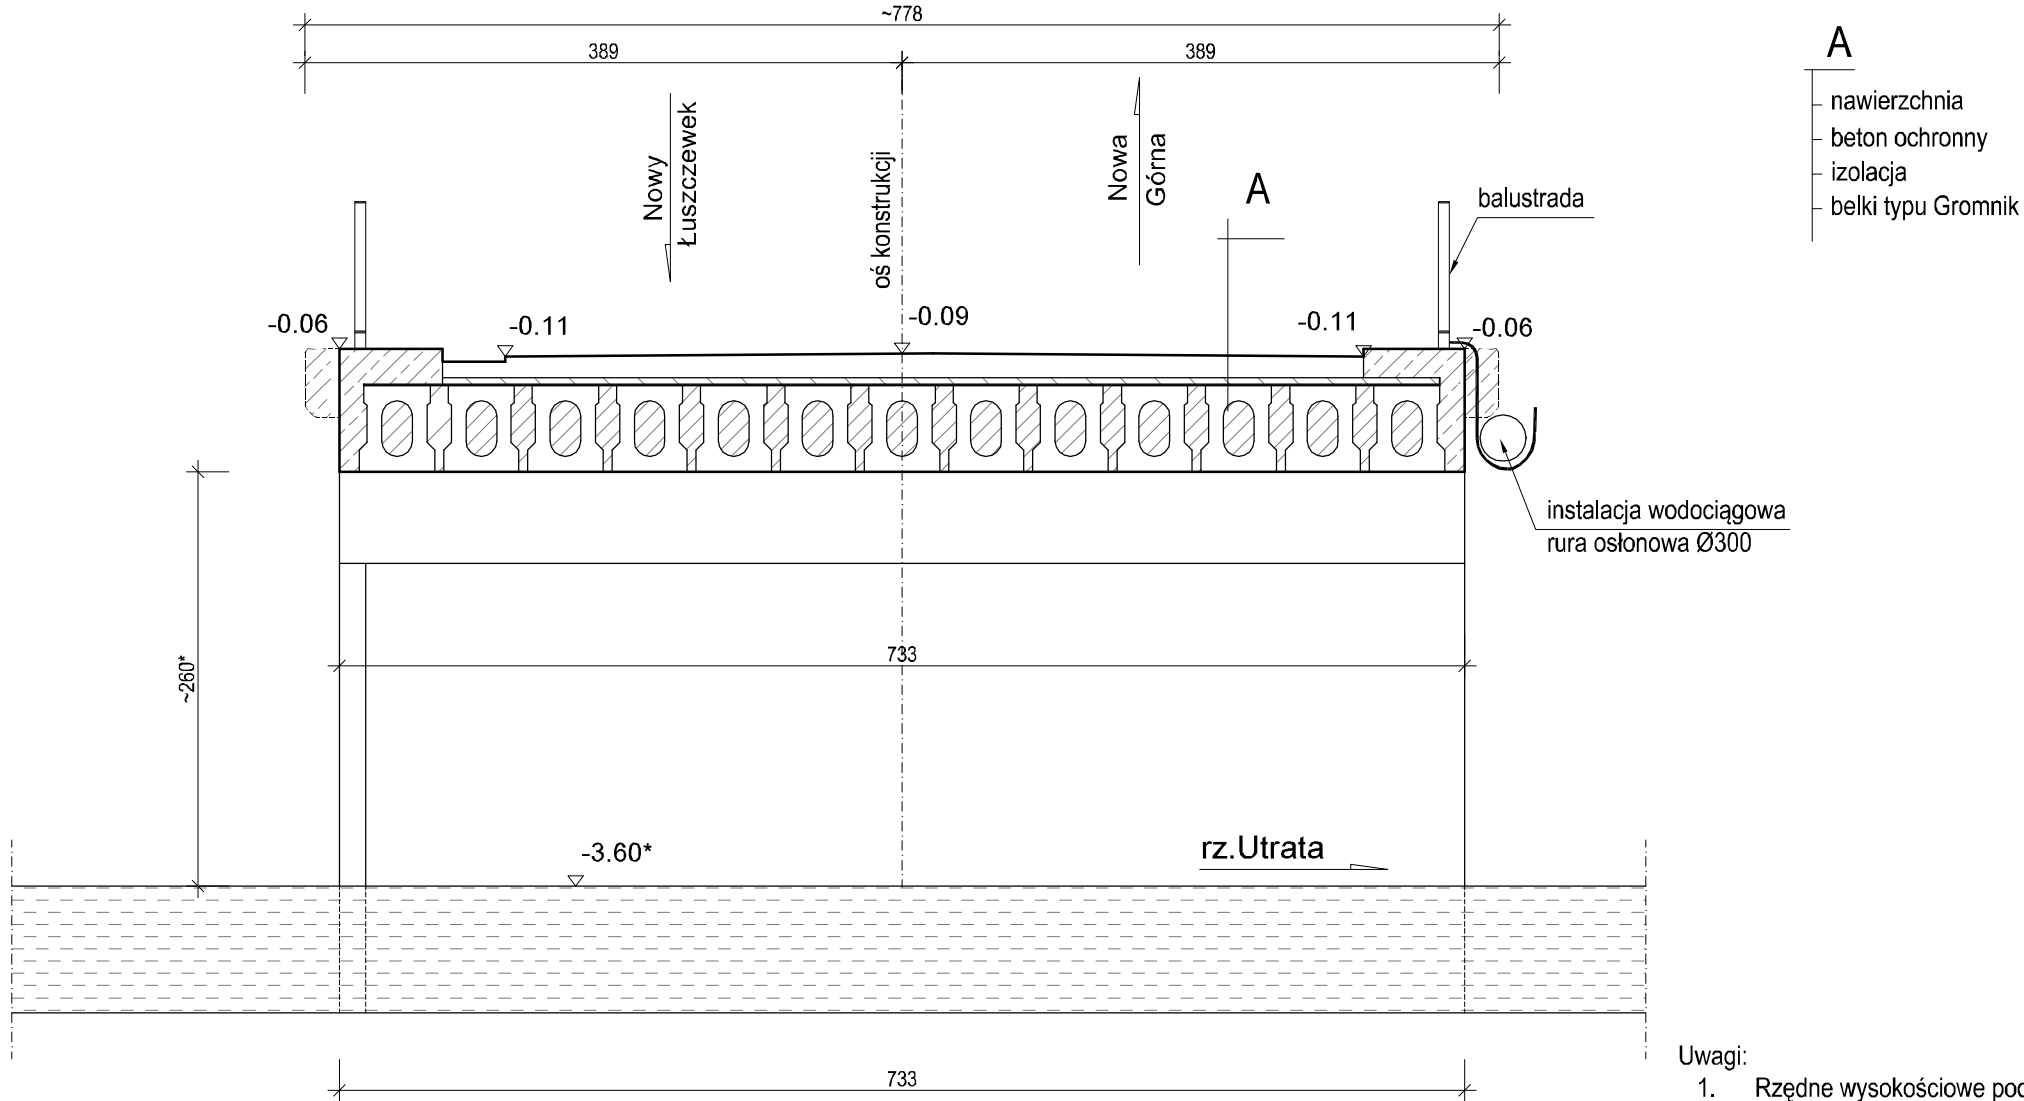 ~778
389
389
A
nawierzchnia
beton ochronny
izolacja
belki typu Gromnik
Nowy
Łuszczewek
oś konstrukcji
Nowa
Górna
A
balustrada
-0.06
-0.11
-0.09
-0.11
-0.06
instalacja wodociągowa
rura osłonowa Ø300
~260*
733
-3.60*
rz.Utrata
733
Uwagi:
1. Rzędne wysokościowe